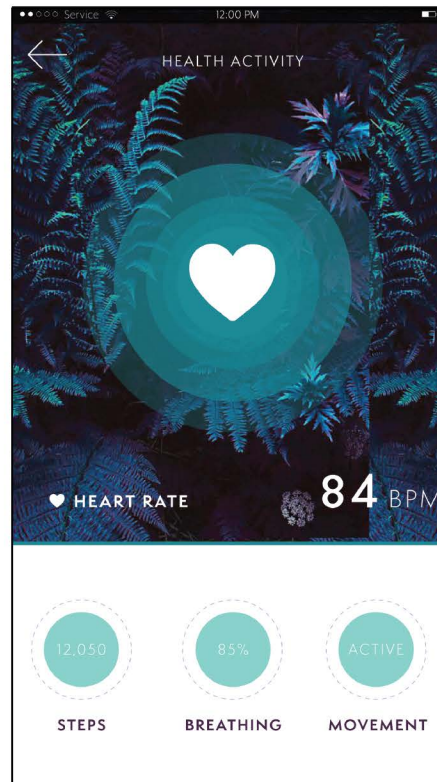 Service 12:00 PM
HEALTH ACTIVITY
HEART RATE 84 BPM
12,050 85% ACTIVE
STEPS BREATHING MOVEMENT